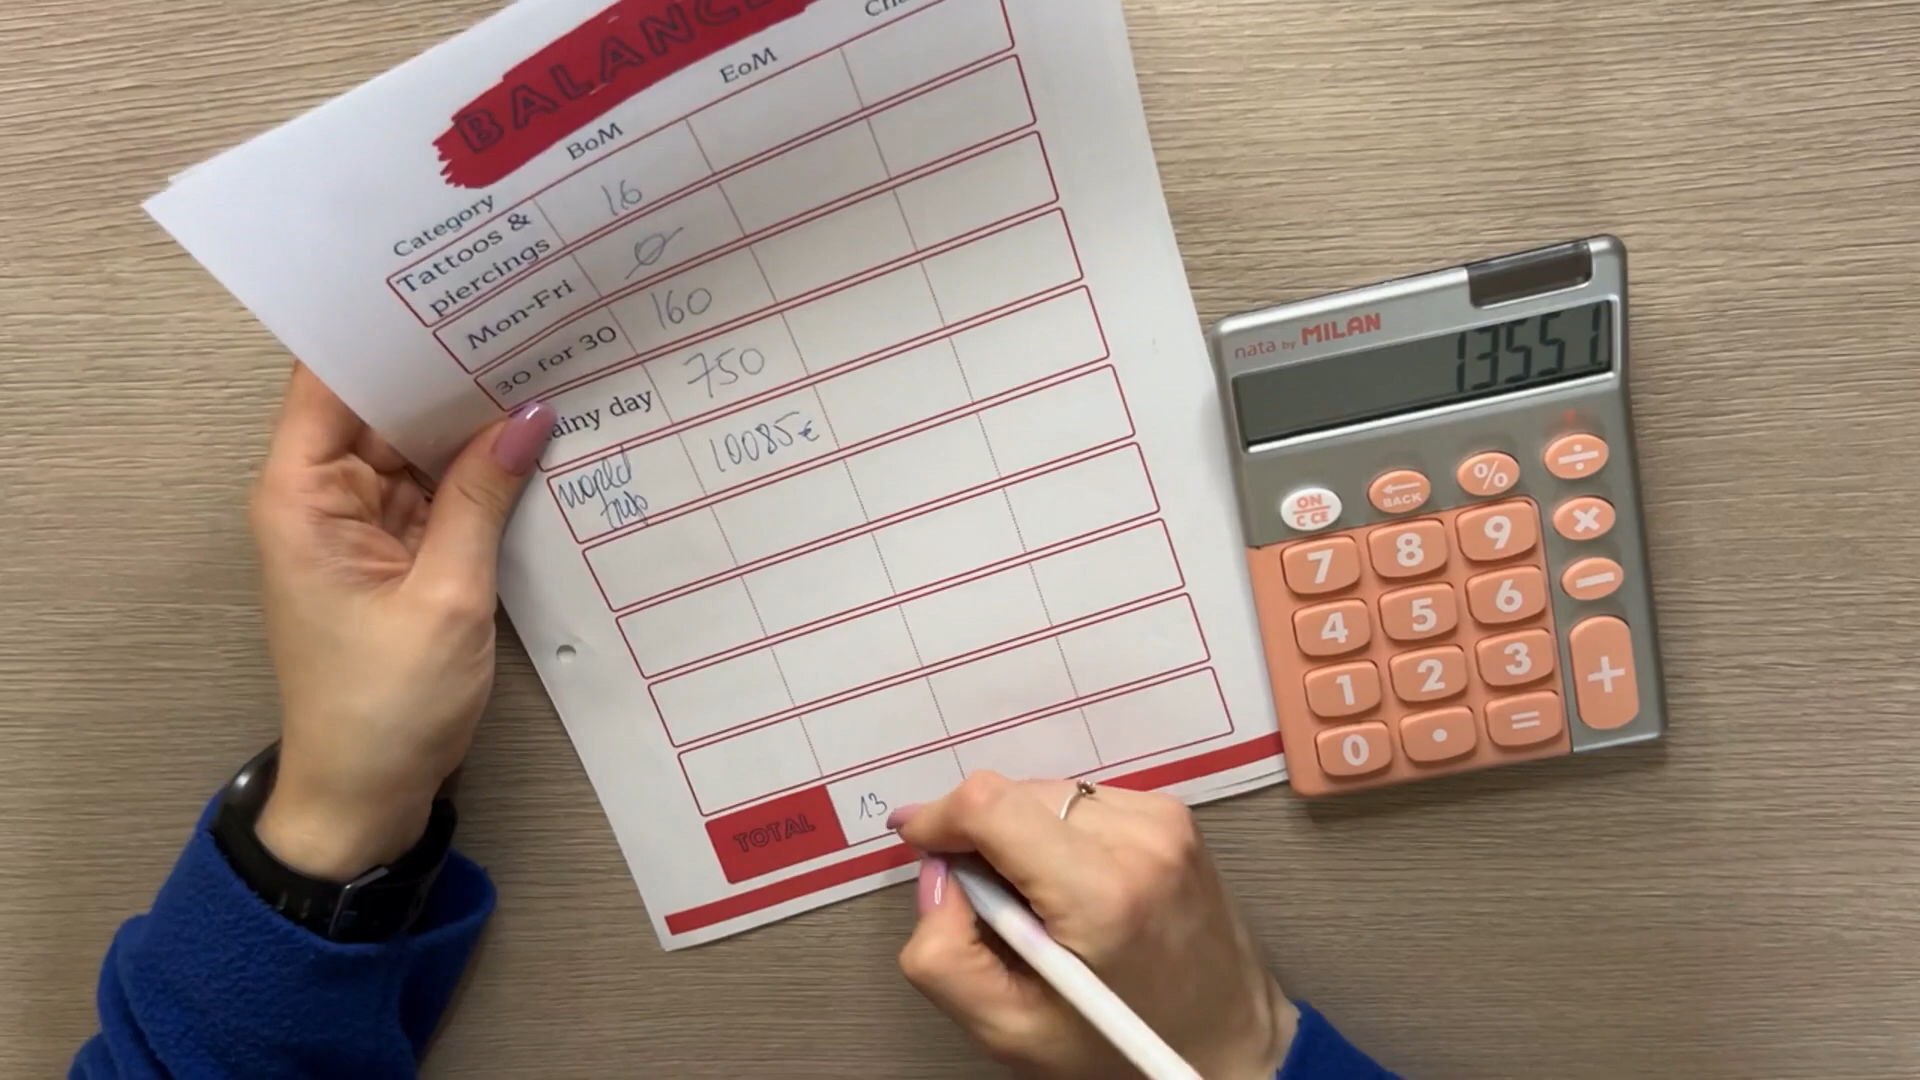 BALANC
Category BoM EoM Cha
Tattoos & piercings 16
Mon-Fri 0
30 for 30 160
ainy day 750
world trip 10085€
TOTAL 13
nata by MILAN
13551.
ON
C CE
BACK
% ÷
7 8 9 ×
4 5 6 −
1 2 3 +
0 . =